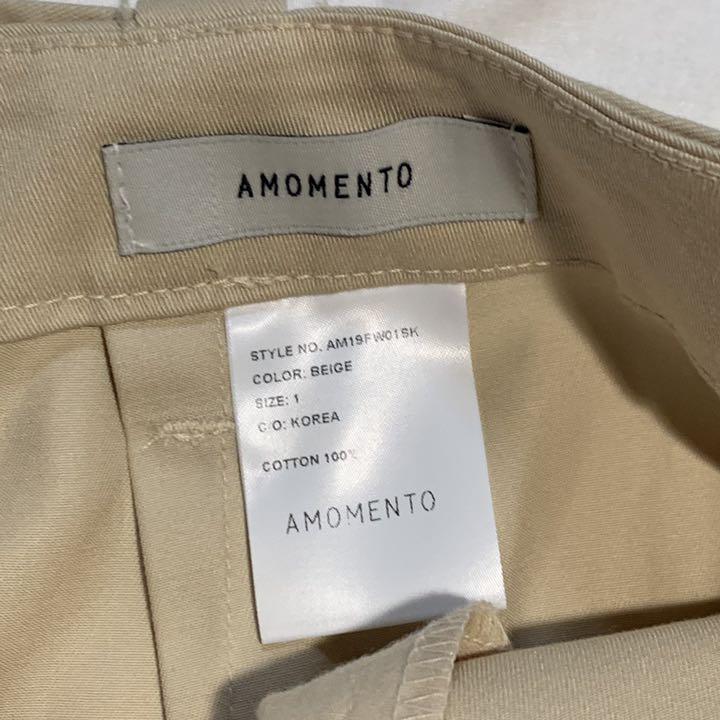 AMOMENTO
STYLE NO. AM19FW01SK
COLOR: BEIGE
SIZE: 1
C/O: KOREA
COTTON 100%
AMOMENTO